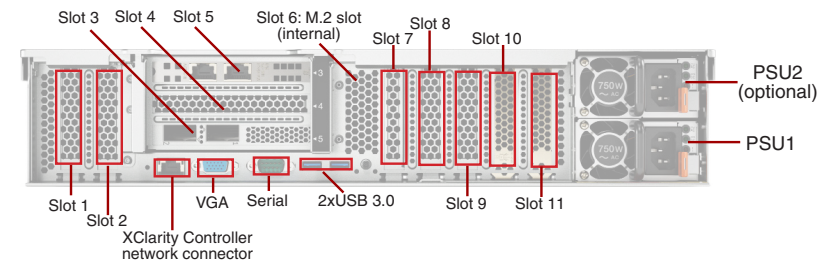 Slot 3
Slot 4
Slot 5
Slot 6: M.2 slot
(internal)
Slot 7
Slot 8
Slot 10
3
4
5
750W
PSU2
(optional)
750W
PSU1
Slot 1
Slot 2
XClarity Controller
network connector
VGA
Serial
2xUSB 3.0
Slot 9
Slot 11